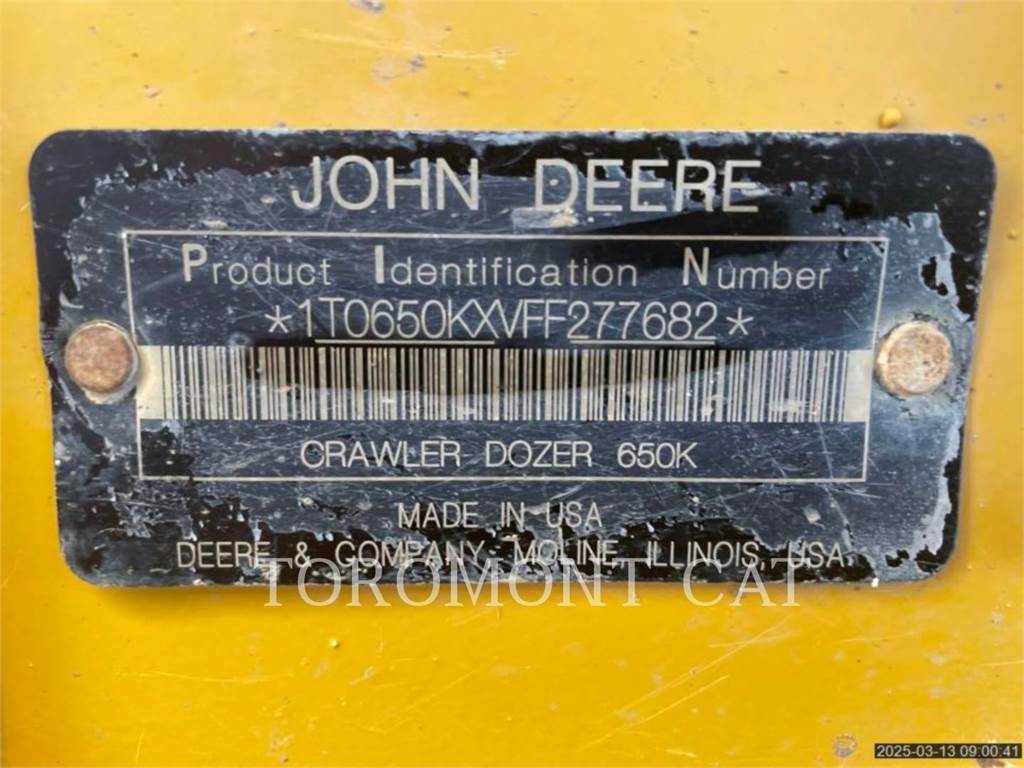 JOHN DEERE
Product Identification Number
*1T0650KXVFF277682*
CRAWLER DOZER 650K
MADE IN USA
DEERE & COMPANY, MOLINE, ILLINOIS, USA
TOROMONT CAT
2025-03-13 09:00:41